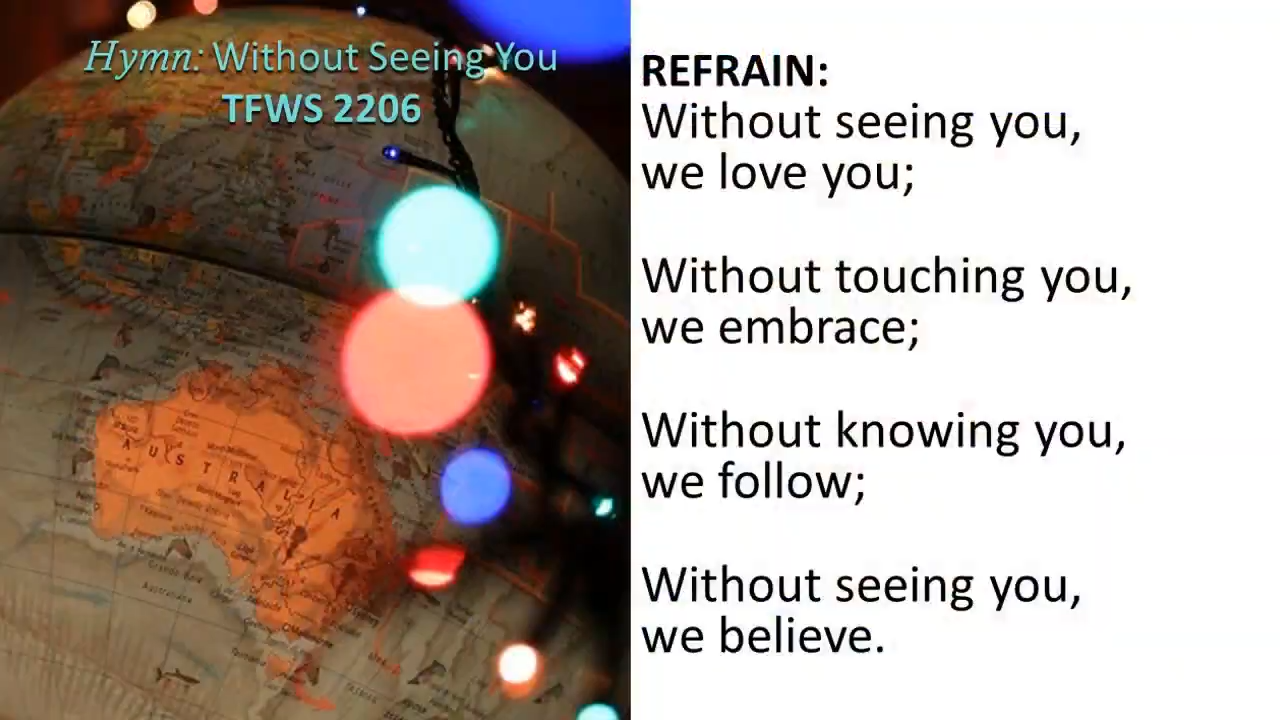 Hymn: Without Seeing You
TFWS 2206
REFRAIN:
Without seeing you,
we love you;
Without touching you,
we embrace;
Without knowing you,
we follow;
Without seeing you,
we believe.
AUSTRALIA